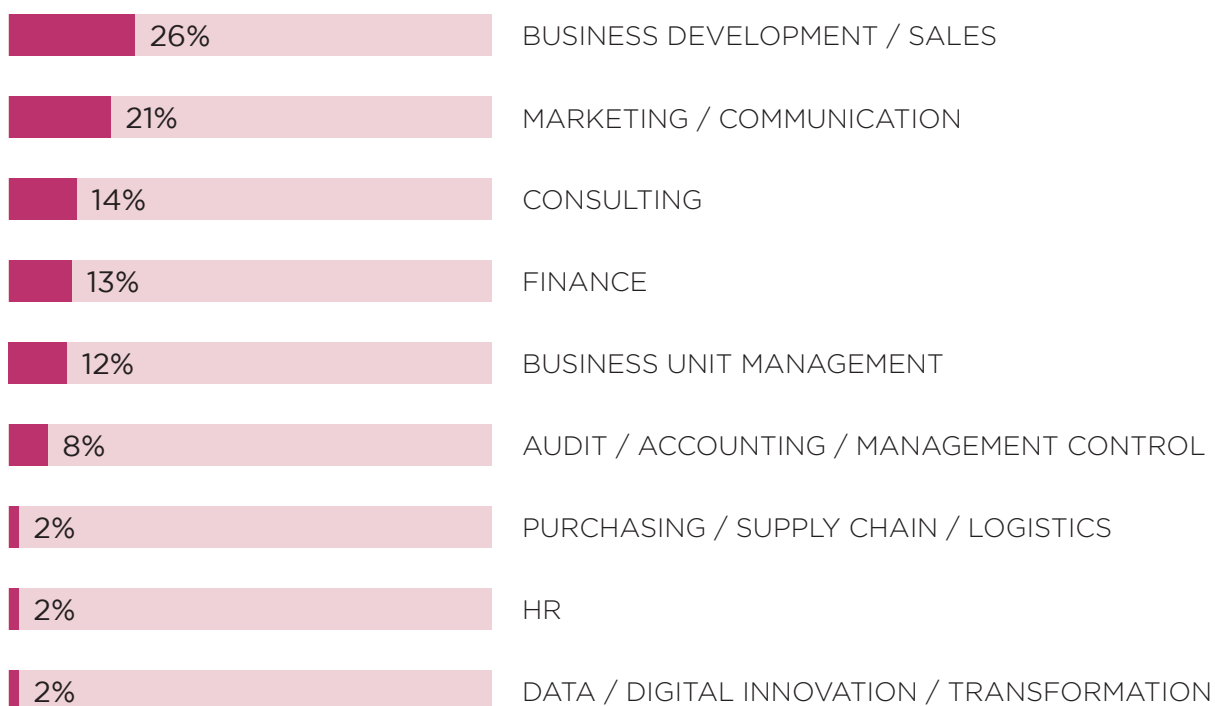 26% BUSINESS DEVELOPMENT / SALES
21% MARKETING / COMMUNICATION
14% CONSULTING
13% FINANCE
12% BUSINESS UNIT MANAGEMENT
8% AUDIT / ACCOUNTING / MANAGEMENT CONTROL
2% PURCHASING / SUPPLY CHAIN / LOGISTICS
2% HR
2% DATA / DIGITAL INNOVATION / TRANSFORMATION